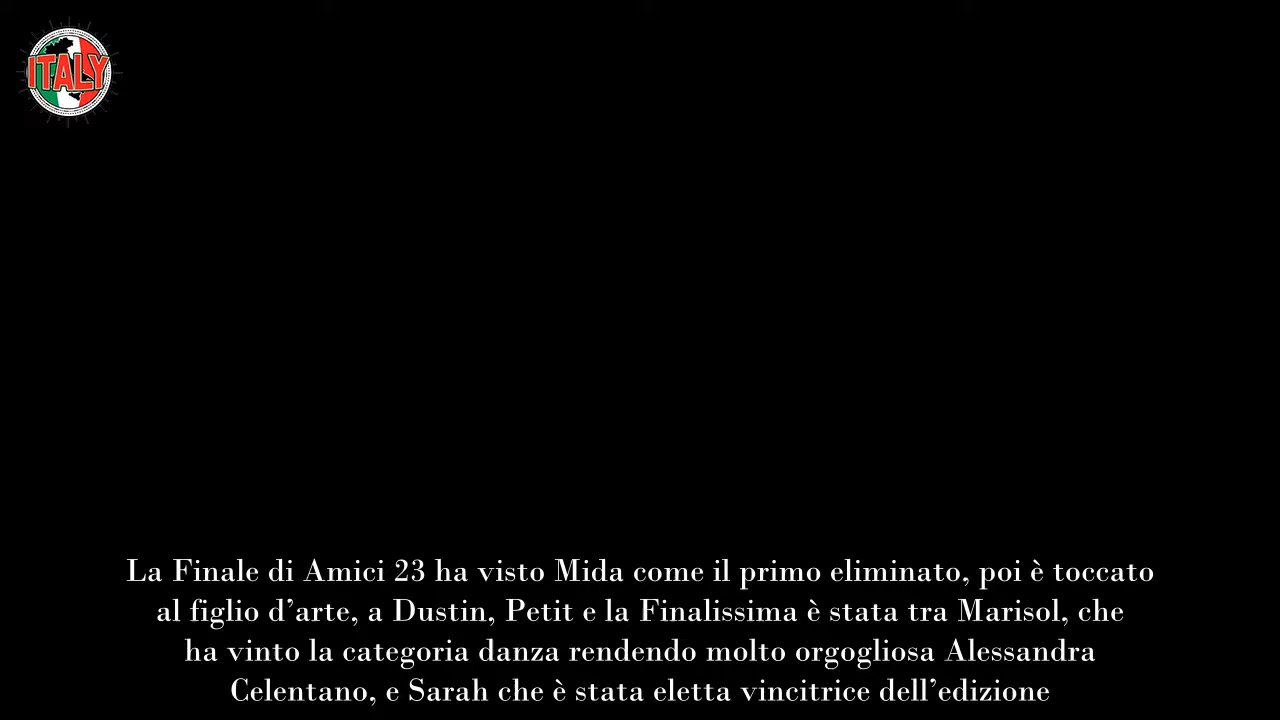 ITALY
La Finale di Amici 23 ha visto Mida come il primo eliminato, poi è toccato
al figlio d’arte, a Dustin, Petit e la Finalissima è stata tra Marisol, che
ha vinto la categoria danza rendendo molto orgogliosa Alessandra
Celentano, e Sarah che è stata eletta vincitrice dell’edizione